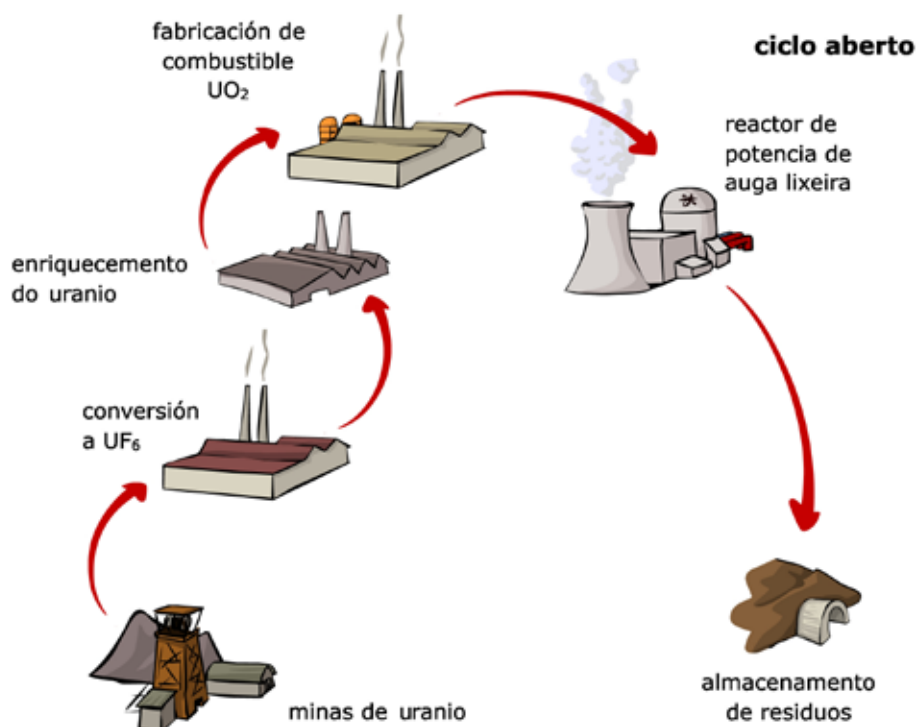 ciclo aberto
fabricación de
combustible
UO₂
reactor de
potencia de
auga lixeira
enriquecemento
do uranio
conversión
a UF₆
minas de uranio
almacenamento
de residuos